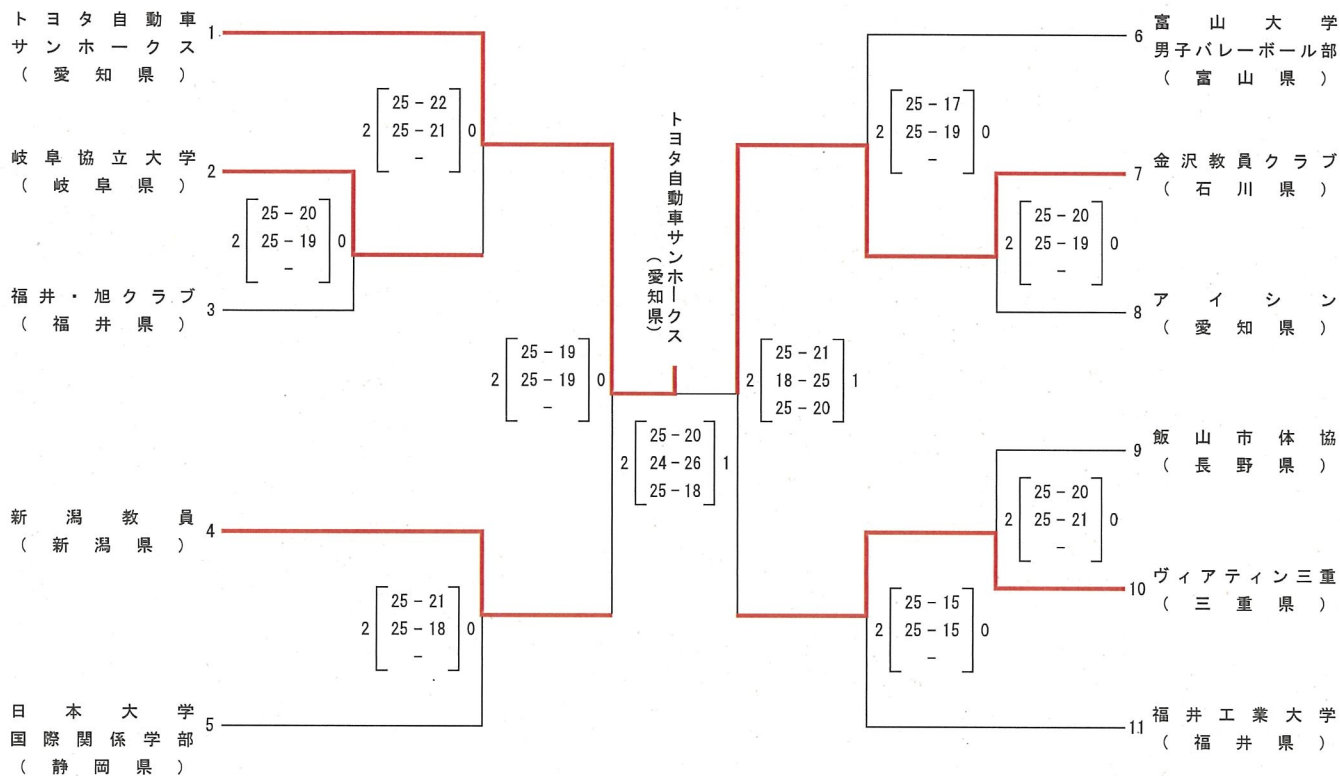 トヨタ自動車
サンホークス
(愛知県)
1
岐阜協立大学
(岐阜県)
2
福井・旭クラブ
(福井県)
3
新潟教員
(新潟県)
4
日本大学
国際関係学部
(静岡県)
5
25-22
2 25-21 0
-
25-20
2 25-19 0
-
25-19
2 25-19 0
-
25-21
2 25-18 0
-
トヨタ自動車サンホークス
(愛知県)
25-20
2 24-26 1
25-18
25-17
2 25-19 0
-
25-20
2 25-19 0
-
25-21
2 18-25 1
25-20
25-20
2 25-21 0
-
25-15
2 25-15 0
-
6
富山大学
男子バレーボール部
(富山県)
7
金沢教員クラブ
(石川県)
8
アイシン
(愛知県)
9
飯山市体協
(長野県)
10
ヴィアティン三重
(三重県)
11
福井工業大学
(福井県)